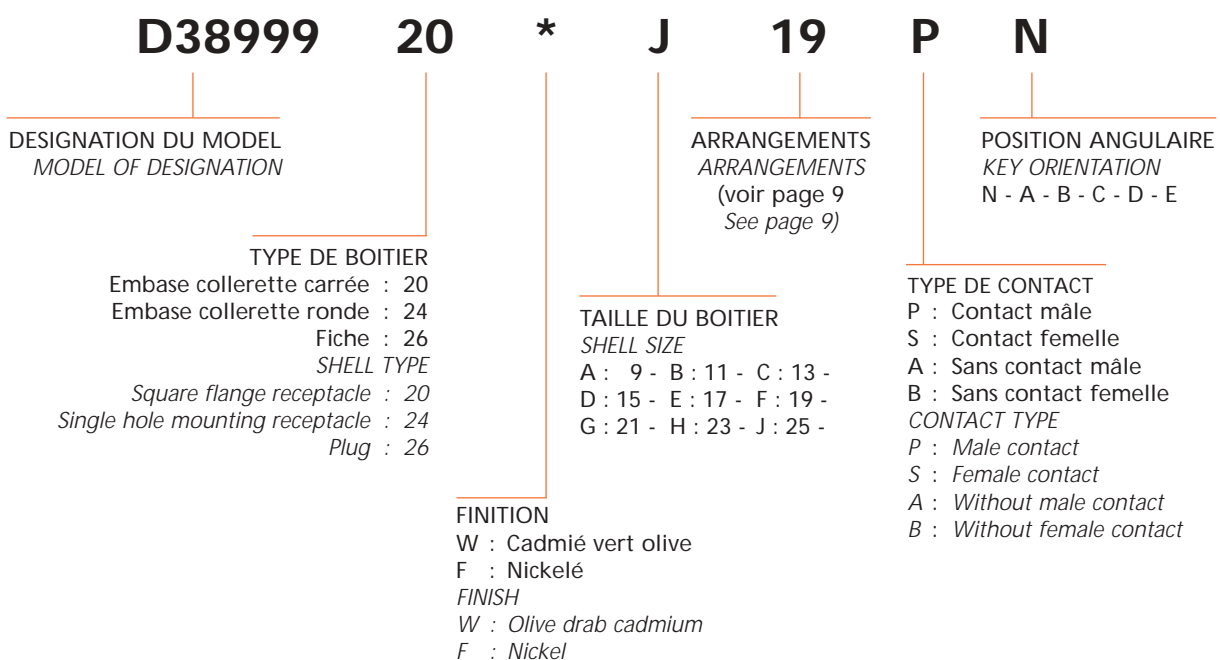 D38999 20 * J 19 P N
DESIGNATION DU MODEL
MODEL OF DESIGNATION
ARRANGEMENTS
ARRANGEMENTS
(voir page 9
See page 9)
POSITION ANGULAIRE
KEY ORIENTATION
N - A - B - C - D - E
TYPE DE BOITIER
Embase collerette carrée : 20
Embase collerette ronde : 24
Fiche : 26
SHELL TYPE
Square flange receptacle : 20
Single hole mounting receptacle : 24
Plug : 26
TAILLE DU BOITIER
SHELL SIZE
A : 9 - B : 11 - C : 13 -
D : 15 - E : 17 - F : 19 -
G : 21 - H : 23 - J : 25 -
TYPE DE CONTACT
P : Contact mâle
S : Contact femelle
A : Sans contact mâle
B : Sans contact femelle
CONTACT TYPE
P : Male contact
S : Female contact
A : Without male contact
B : Without female contact
FINITION
W : Cadmié vert olive
F : Nickelé
FINISH
W : Olive drab cadmium
F : Nickel